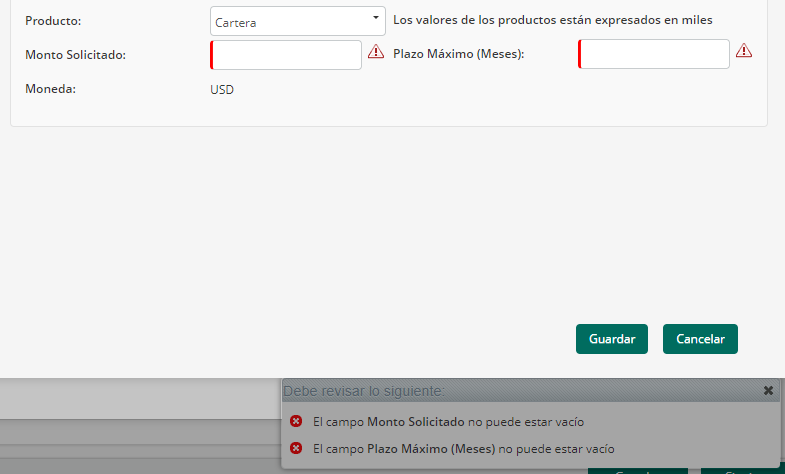 Producto: Cartera Los valores de los productos están expresados en miles
Monto Solicitado: Plazo Máximo (Meses):
Moneda: USD
Guardar Cancelar
Debe revisar lo siguiente:
El campo Monto Solicitado no puede estar vacío
El campo Plazo Máximo (Meses) no puede estar vacío